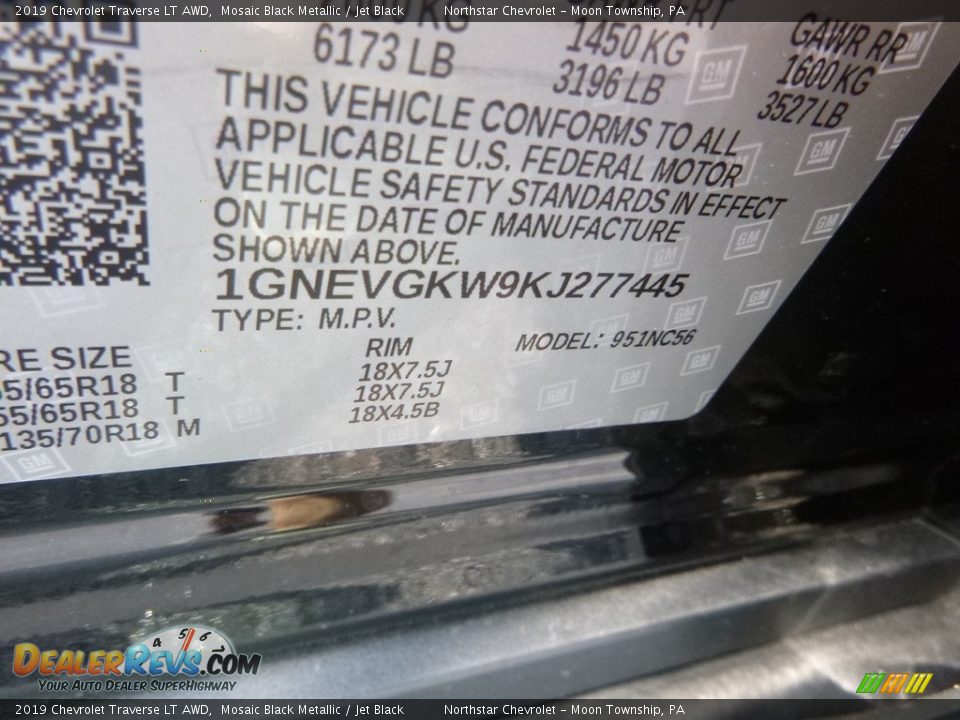 2019 Chevrolet Traverse LT AWD, Mosaic Black Metallic / Jet Black Northstar Chevrolet – Moon Township, PA
KG
6173 LB
1450 KG
3196 LB
GAWR RR
1600 KG
3527 LB
THIS VEHICLE CONFORMS TO ALL
APPLICABLE U.S. FEDERAL MOTOR
VEHICLE SAFETY STANDARDS IN EFFECT
ON THE DATE OF MANUFACTURE
SHOWN ABOVE.
1GNEVGKW9KJ277445
TYPE: M.P.V.
MODEL: 951NC56
RE SIZE RIM
55/65R18 T 18X7.5J
55/65R18 T 18X7.5J
135/70R18 M 18X4.5B
GM
DealerRevs.com
Your Auto Dealer SuperHighway
2019 Chevrolet Traverse LT AWD, Mosaic Black Metallic / Jet Black Northstar Chevrolet – Moon Township, PA